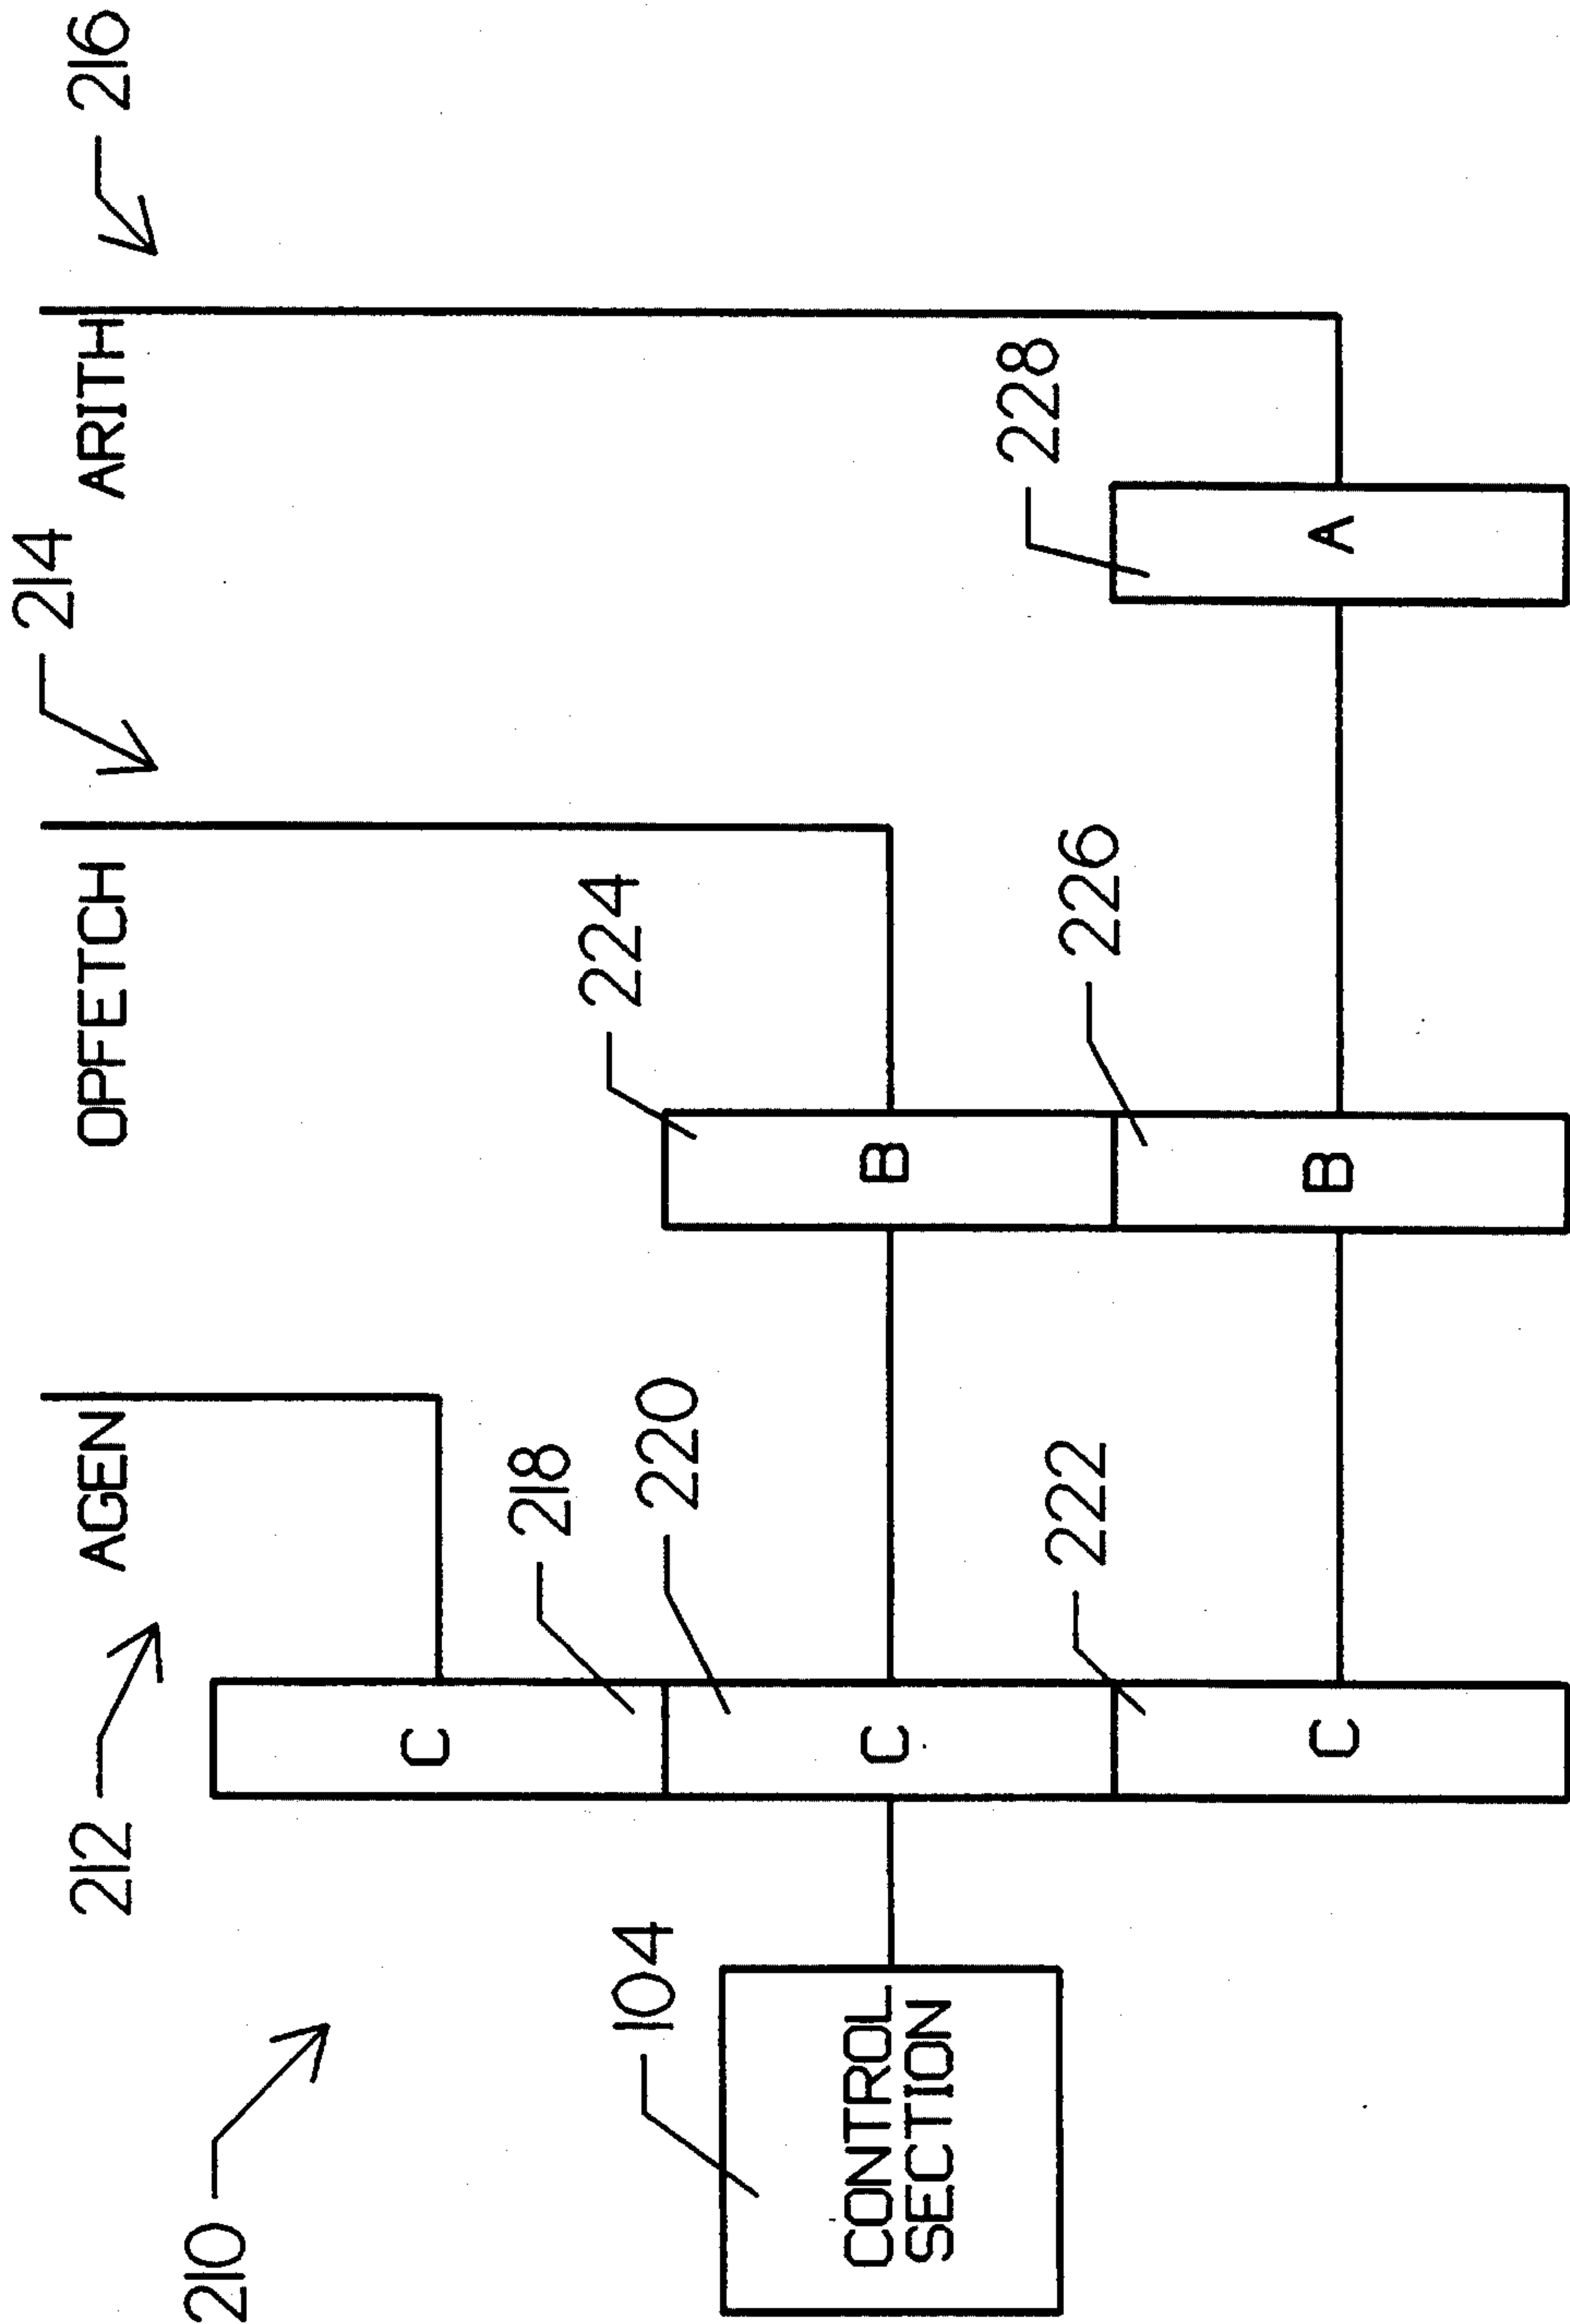 210
212
214
216
AGEN
OPFETCH
ARITH
218
C
104
CONTROL
SECTION
220
C
224
B
222
C
226
B
228
A